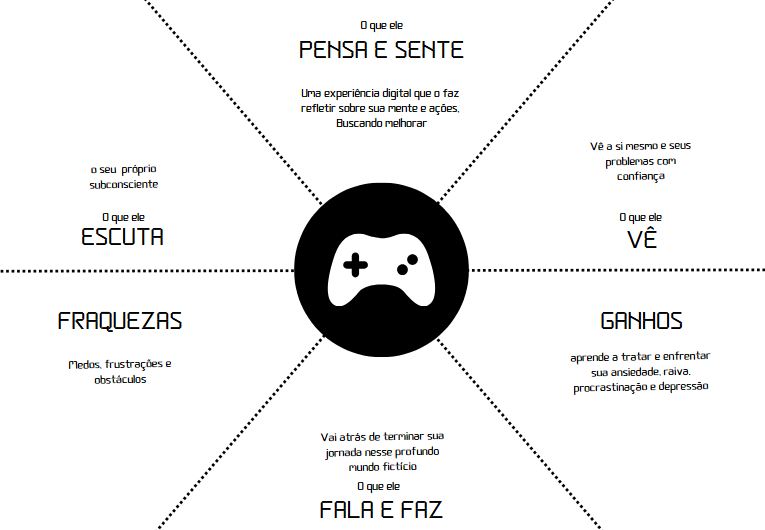 O que ele
PENSA E SENTE
Uma experiência digital que o faz
refletir sobre sua mente e ações,
Buscando melhorar
o seu próprio
subconsciente
O que ele
ESCUTA
Vê a si mesmo e seus
problemas com
confiança
O que ele
VÊ
FRAQUEZAS
Medos, frustrações e
obstáculos
GANHOS
aprende a tratar e enfrentar
sua ansiedade, raiva,
procrastinação e depressão
Vai atrás de terminar sua
jornada nesse profundo
mundo fictício
O que ele
FALA E FAZ